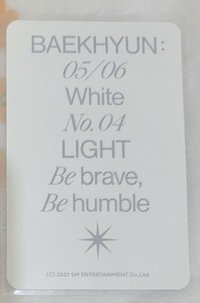 BAEKHYUN:
05/06
White
No. 04
LIGHT
Be brave,
Be humble
(C) 2021 SM ENTERTAINMENT Co.,Ltd.